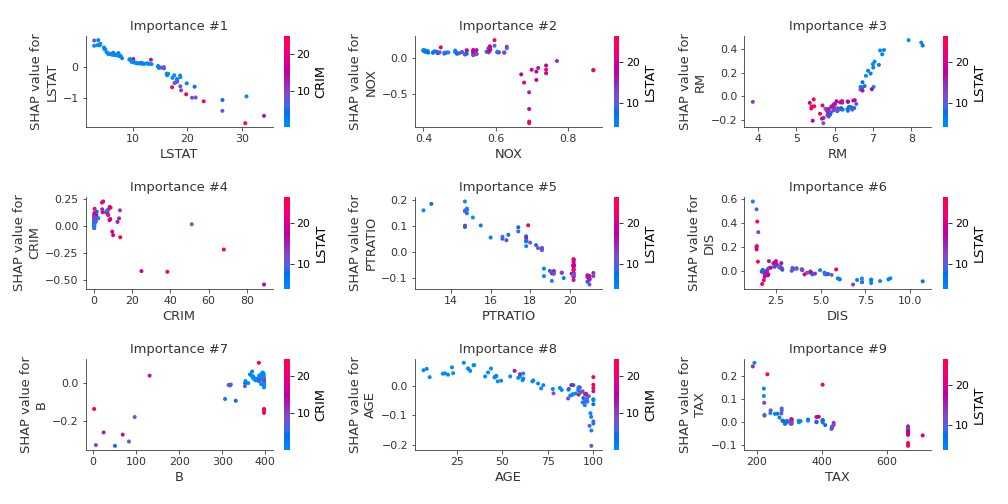 Importance #1
Importance #2
Importance #3
SHAP value for
LSTAT
0
−1
10
20
30
LSTAT
20
10
CRIM
SHAP value for
NOX
0.0
−0.5
0.4
0.6
0.8
NOX
20
10
LSTAT
SHAP value for
RM
0.4
0.2
0.0
−0.2
4
5
6
7
8
RM
20
10
LSTAT
Importance #4
Importance #5
Importance #6
SHAP value for
CRIM
0.25
0.00
−0.25
−0.50
0
20
40
60
80
CRIM
20
10
LSTAT
SHAP value for
PTRATIO
0.2
0.1
0.0
−0.1
14
16
18
20
PTRATIO
20
10
LSTAT
SHAP value for
DIS
0.6
0.4
0.2
0.0
2.5
5.0
7.5
10.0
DIS
20
10
LSTAT
Importance #7
Importance #8
Importance #9
SHAP value for
B
0.0
−0.2
0
100
200
300
400
B
20
10
CRIM
SHAP value for
AGE
0.0
−0.1
−0.2
25
50
75
100
AGE
20
10
CRIM
SHAP value for
TAX
0.2
0.1
0.0
−0.1
200
400
600
TAX
20
10
LSTAT